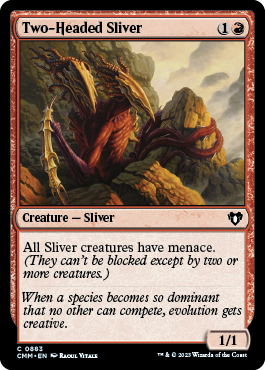 Two-Headed Sliver 1
Creature — Sliver
All Sliver creatures have menace.
(They can't be blocked except by two or
more creatures.)
When a species becomes so dominant
that no other can compete, evolution gets
creative.
1/1
C 0883
CMM • EN Raoul Vitale
™ & © 2023 Wizards of the Coast